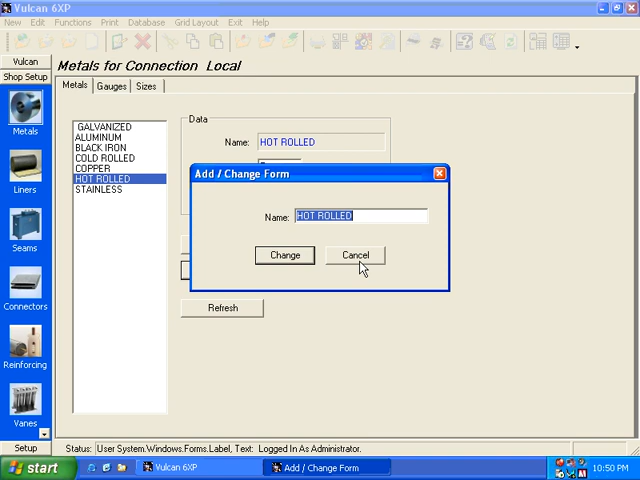 Vulcan 6XP
New Edit Functions Print Database Grid Layout Exit Help
Vulcan
Shop Setup
Metals for Connection Local
Metals Gauges Sizes
GALVANIZED
ALUMINUM
BLACK IRON
COLD ROLLED
COPPER
HOT ROLLED
STAINLESS
Data
Name: HOT ROLLED
Add / Change Form
Name: HOT ROLLED
Change Cancel
Refresh
Metals
Liners
Seams
Connectors
Reinforcing
Vanes
Setup
Status: User System.Windows.Forms.Label, Text: Logged In As Administrator.
start Vulcan 6XP Add / Change Form 10:50 PM